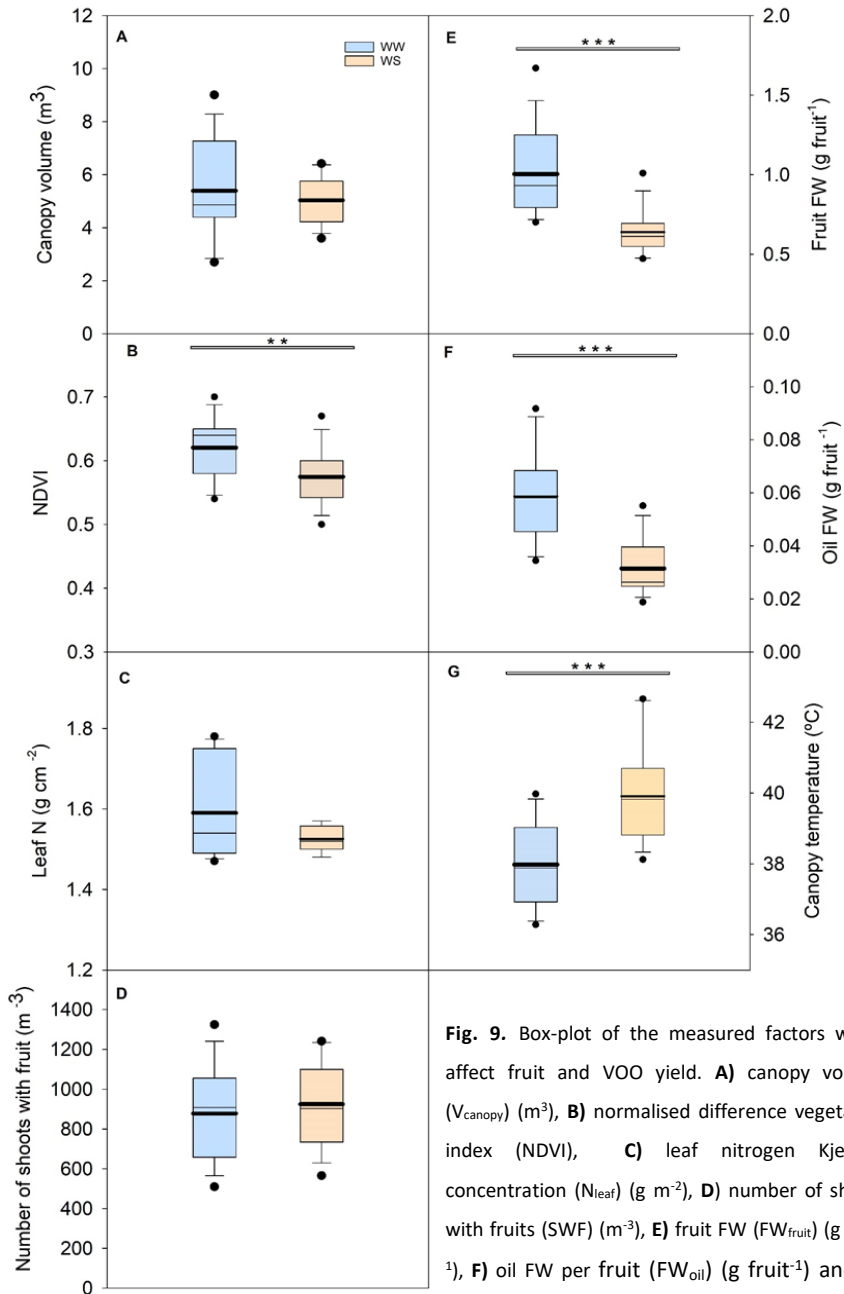 A
WW
WS
12
10
8
6
4
2
0
Canopy volume (m³)
E
* * *
2.0
1.5
1.0
0.5
0.0
Fruit FW (g fruit⁻¹)
B
* *
0.7
0.6
0.5
0.4
0.3
NDVI
F
* * *
0.10
0.08
0.06
0.04
0.02
0.00
Oil FW (g fruit ⁻¹)
C
1.8
1.6
1.4
1.2
Leaf N (g cm ⁻²)
G
* * *
42
40
38
36
Canopy temperature (ºC)
D
1400
1200
1000
800
600
400
200
0
Number of shoots with fruit (m ⁻³)
Fig. 9. Box-plot of the measured factors w
affect fruit and VOO yield. A) canopy vo
(Vcanopy) (m³), B) normalised difference vegeta
index (NDVI), C) leaf nitrogen Kje
concentration (Nleaf) (g m⁻²), D) number of sh
with fruits (SWF) (m⁻³), E) fruit FW (FWfruit) (g
¹), F) oil FW per fruit (FWoil) (g fruit⁻¹) an